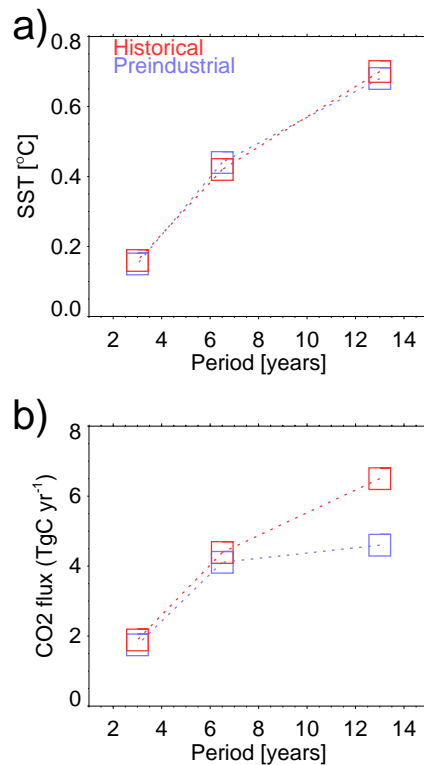 a)
Historical
Preindustrial
0.8
0.6
0.4
0.2
0.0
SST [°C]
2 4 6 8 10 12 14
Period [years]
b)
8
6
4
2
0
CO2 flux (TgC yr-1)
2 4 6 8 10 12 14
Period [years]